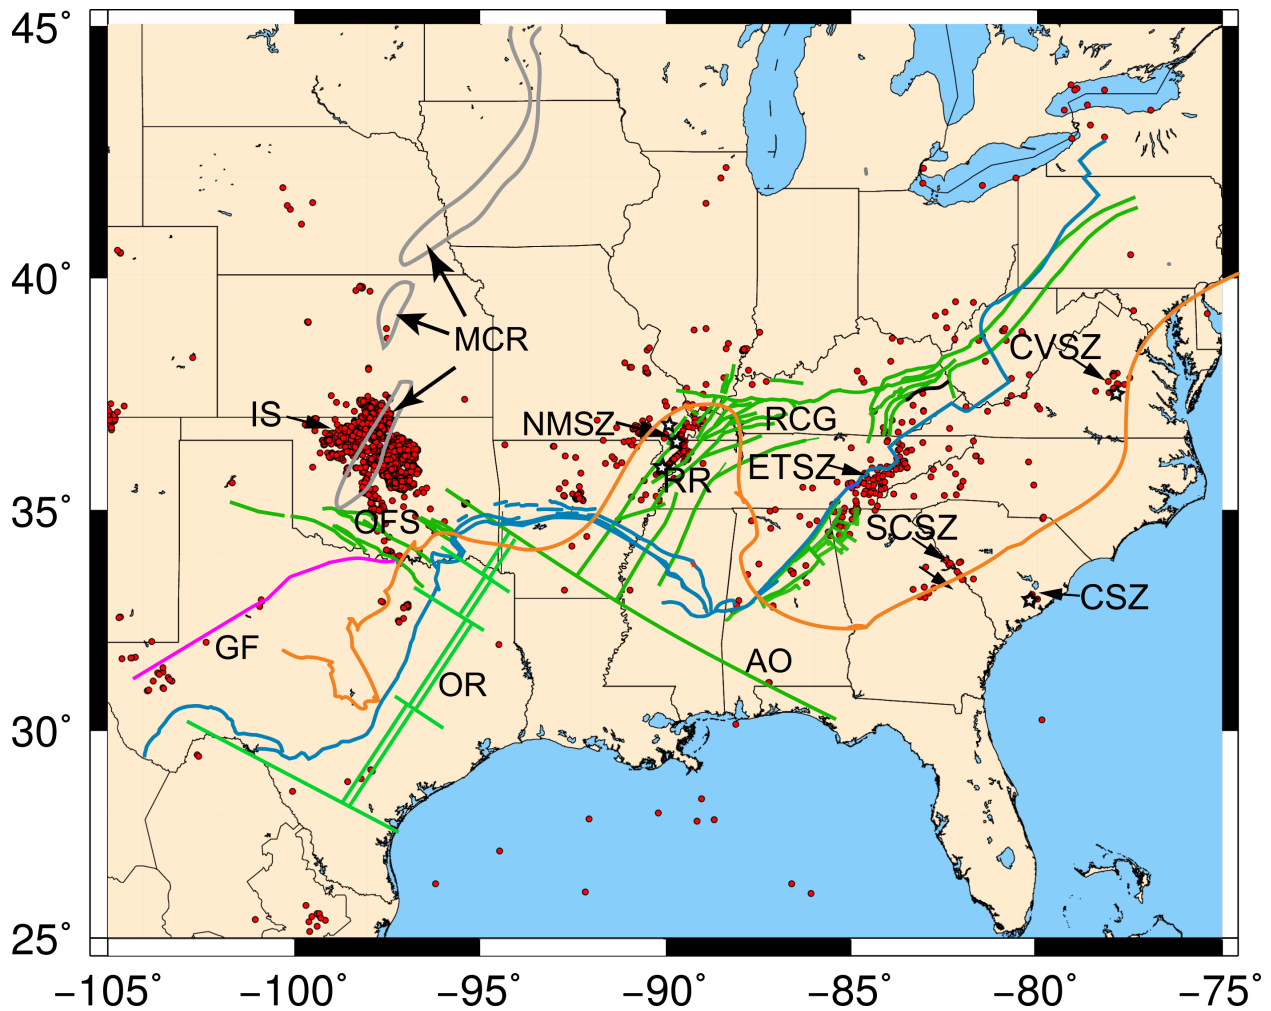 45°
40°
CVSZ
MCR
IS
NMSZ
RCG
ETSZ
RR
35°
OFS
SCSZ
CSZ
GF
AO
OR
30°
25°
−105°
−100°
−95°
−90°
−85°
−80°
−75°